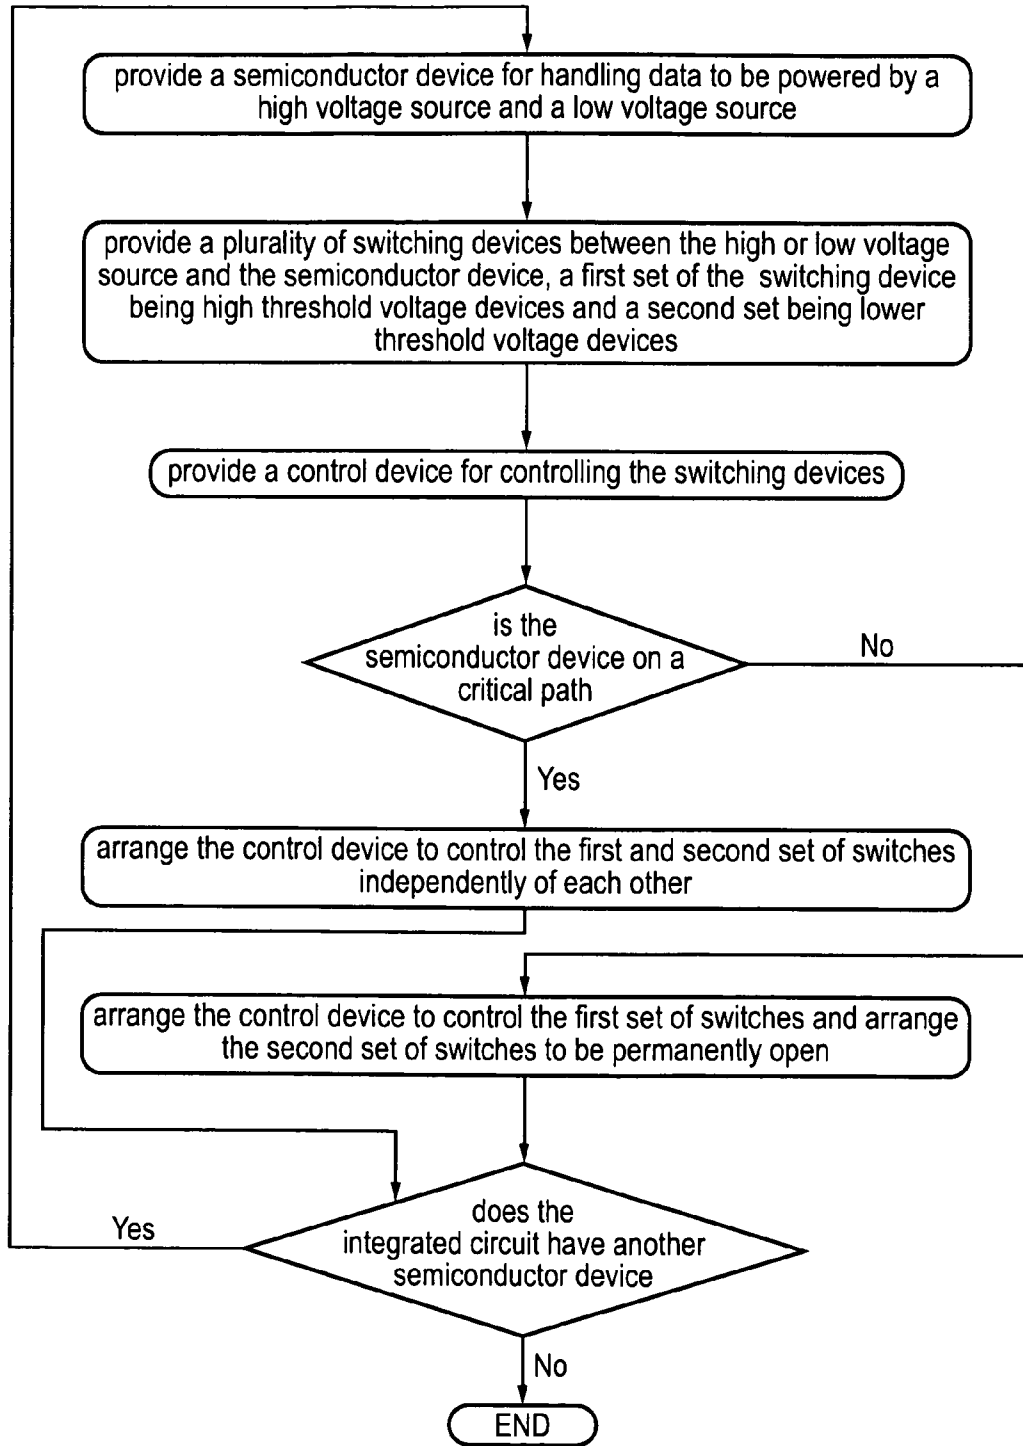 provide a semiconductor device for handling data to be powered by a
high voltage source and a low voltage source
provide a plurality of switching devices between the high or low voltage
source and the semiconductor device, a first set of the switching device
being high threshold voltage devices and a second set being lower
threshold voltage devices
provide a control device for controlling the switching devices
is the
semiconductor device on a
critical path
No
Yes
arrange the control device to control the first and second set of switches
independently of each other
arrange the control device to control the first set of switches and arrange
the second set of switches to be permanently open
does the
integrated circuit have another
semiconductor device
Yes
No
END